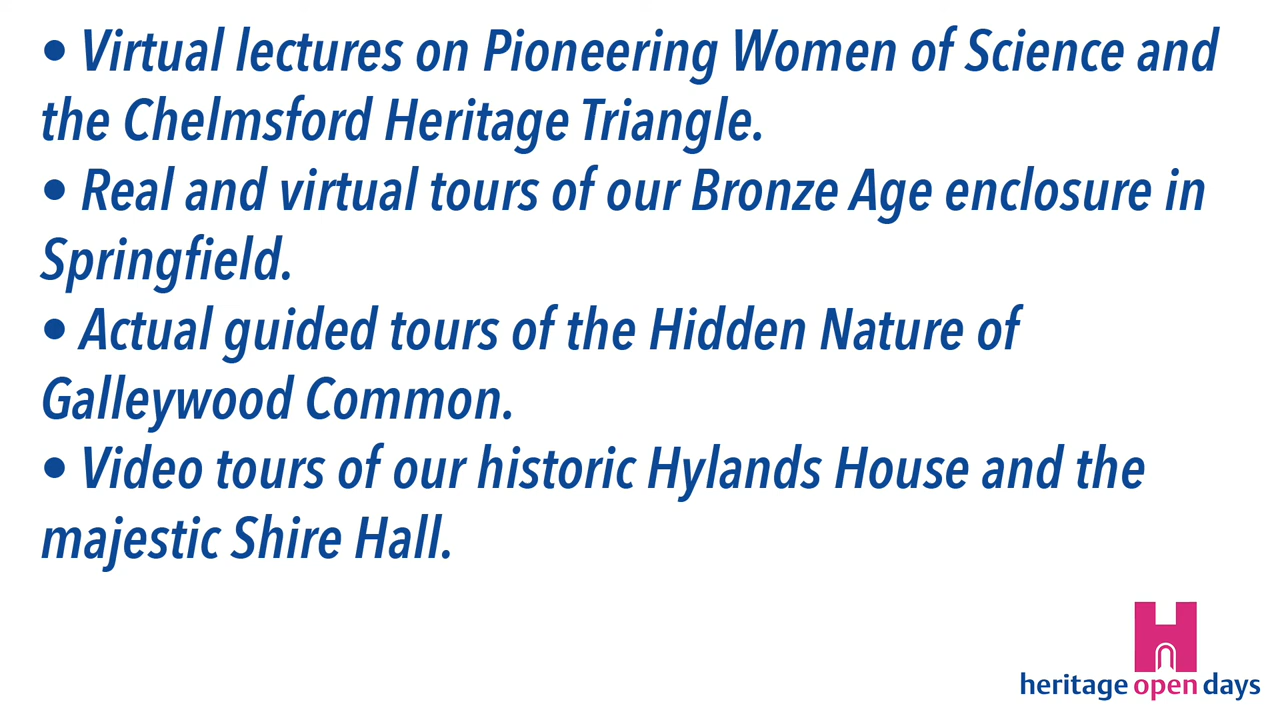 • Virtual lectures on Pioneering Women of Science and
the Chelmsford Heritage Triangle.
• Real and virtual tours of our Bronze Age enclosure in
Springfield.
• Actual guided tours of the Hidden Nature of
Galleywood Common.
• Video tours of our historic Hylands House and the
majestic Shire Hall.
heritage open days